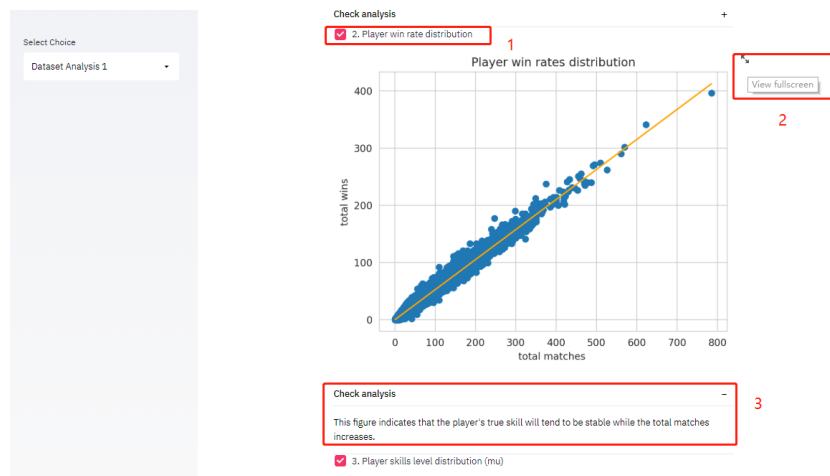 Check analysis +
2. Player win rate distribution
1
Select Choice
Dataset Analysis 1
Player win rates distribution
View fullscreen
2
400
300
200
100
0
total wins
0 100 200 300 400 500 600 700 800
total matches
Check analysis −
3
This figure indicates that the player's true skill will tend to be stable while the total matches
increases.
3. Player skills level distribution (mu)